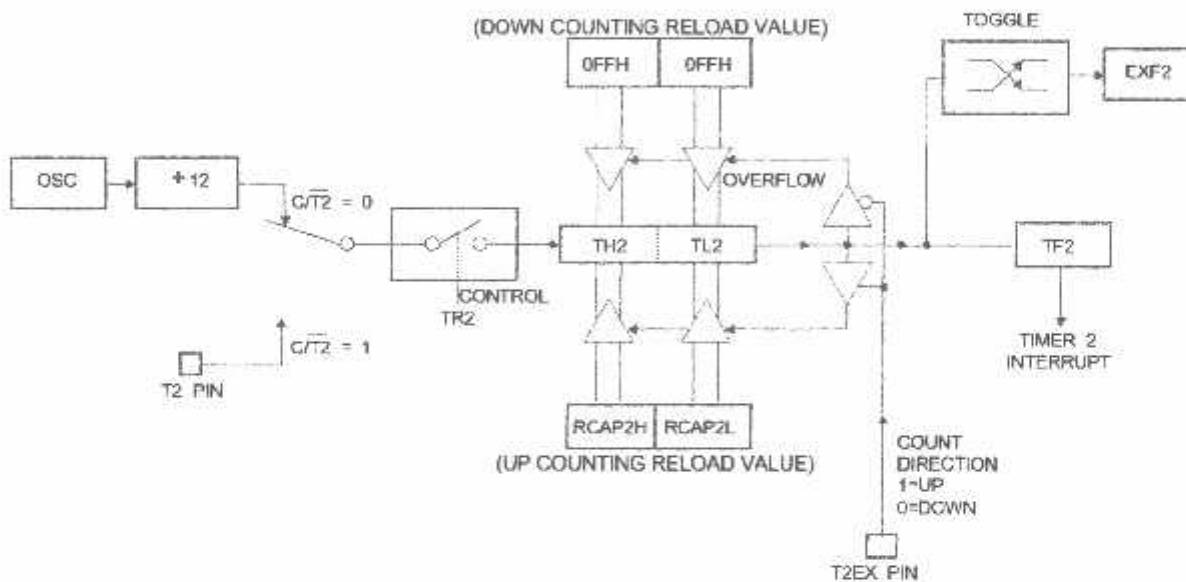 (DOWN COUNTING RELOAD VALUE)
TOGGLE
0FFH
0FFH
EXF2
OSC
÷12
C/T2 = 0
OVERFLOW
TH2
TL2
TF2
CONTROL
TR2
C/T2 = 1
T2 PIN
TIMER 2
INTERRUPT
RCAP2H
RCAP2L
(UP COUNTING RELOAD VALUE)
COUNT
DIRECTION
1=UP
0=DOWN
T2EX PIN